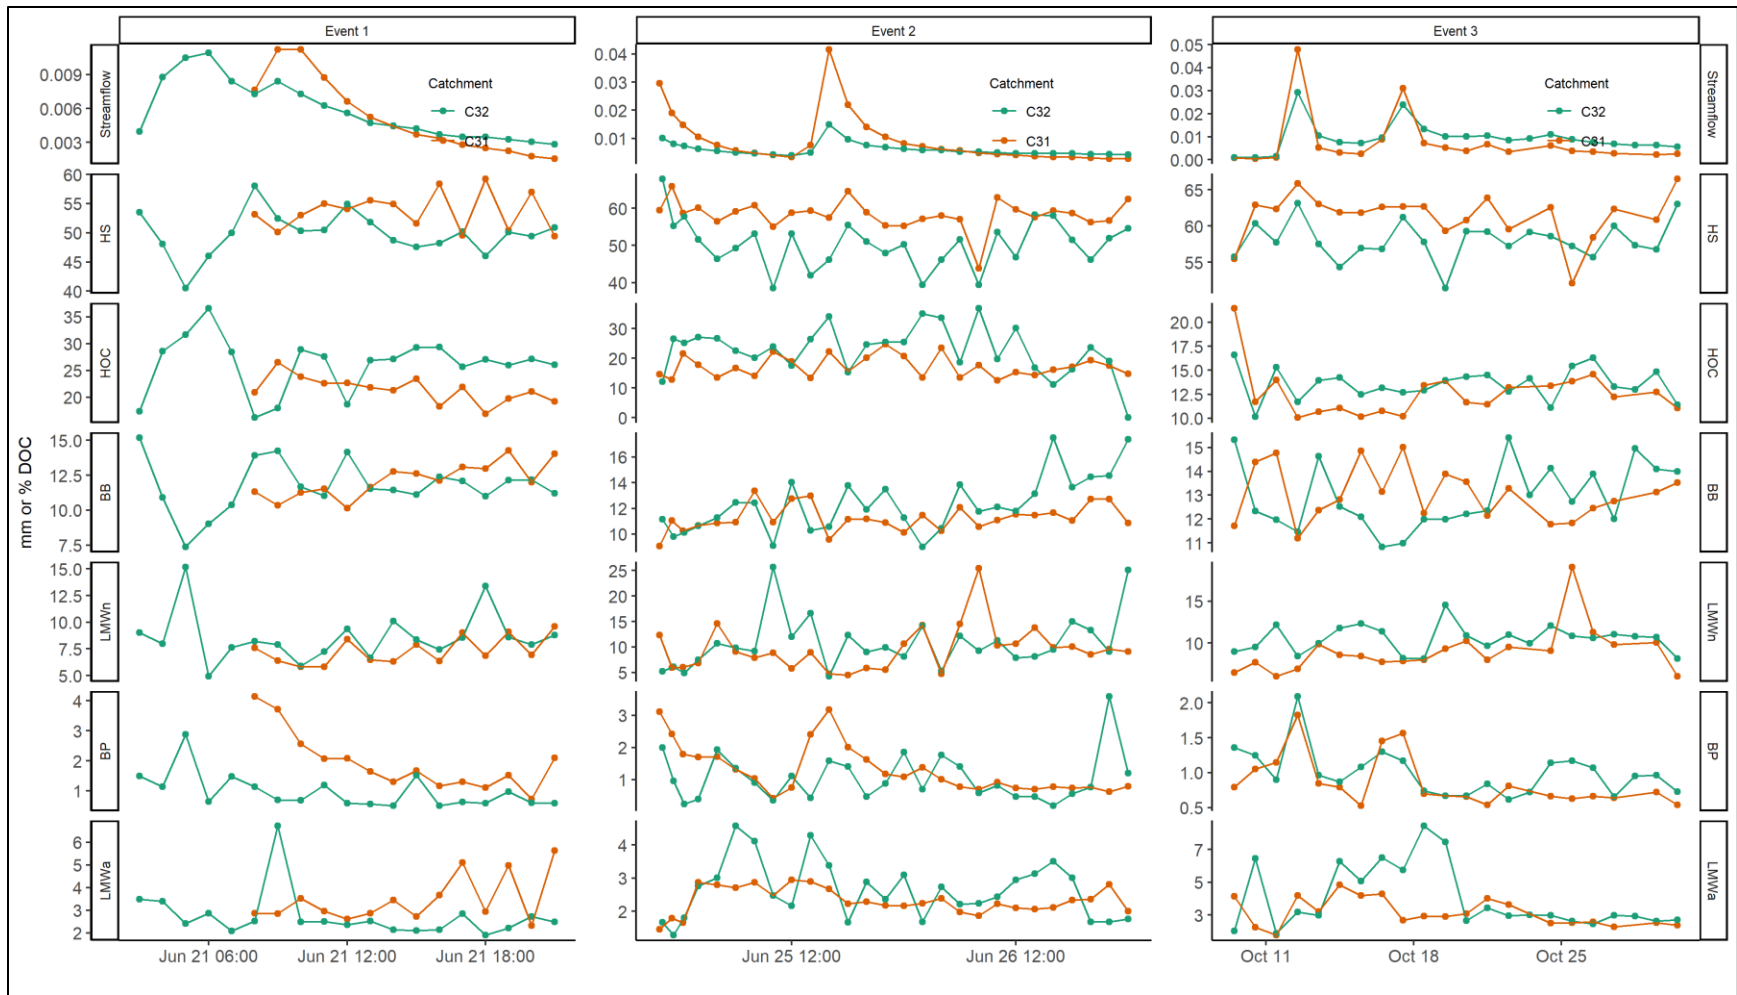 Event 1
Event 2
Event 3
mm or % DOC
Streamflow
0.009
0.006
0.003
Catchment
C32
C31
0.04
0.03
0.02
0.01
Catchment
C32
C31
0.05
0.04
0.03
0.02
0.01
0.00
Catchment
C32
C31
Streamflow
HS
60
55
50
45
40
60
50
40
65
60
55
HS
HOC
35
30
25
20
30
20
10
0
20.0
17.5
15.0
12.5
10.0
HOC
BB
15.0
12.5
10.0
7.5
16
14
12
10
15
14
13
12
11
BB
LMWn
15.0
12.5
10.0
7.5
5.0
25
20
15
10
5
15
10
LMWn
BP
4
3
2
1
3
2
1
2.0
1.5
1.0
0.5
BP
LMWa
6
5
4
3
2
4
3
2
7
5
3
LMWa
Jun 21 06:00
Jun 21 12:00
Jun 21 18:00
Jun 25 12:00
Jun 26 12:00
Oct 11
Oct 18
Oct 25